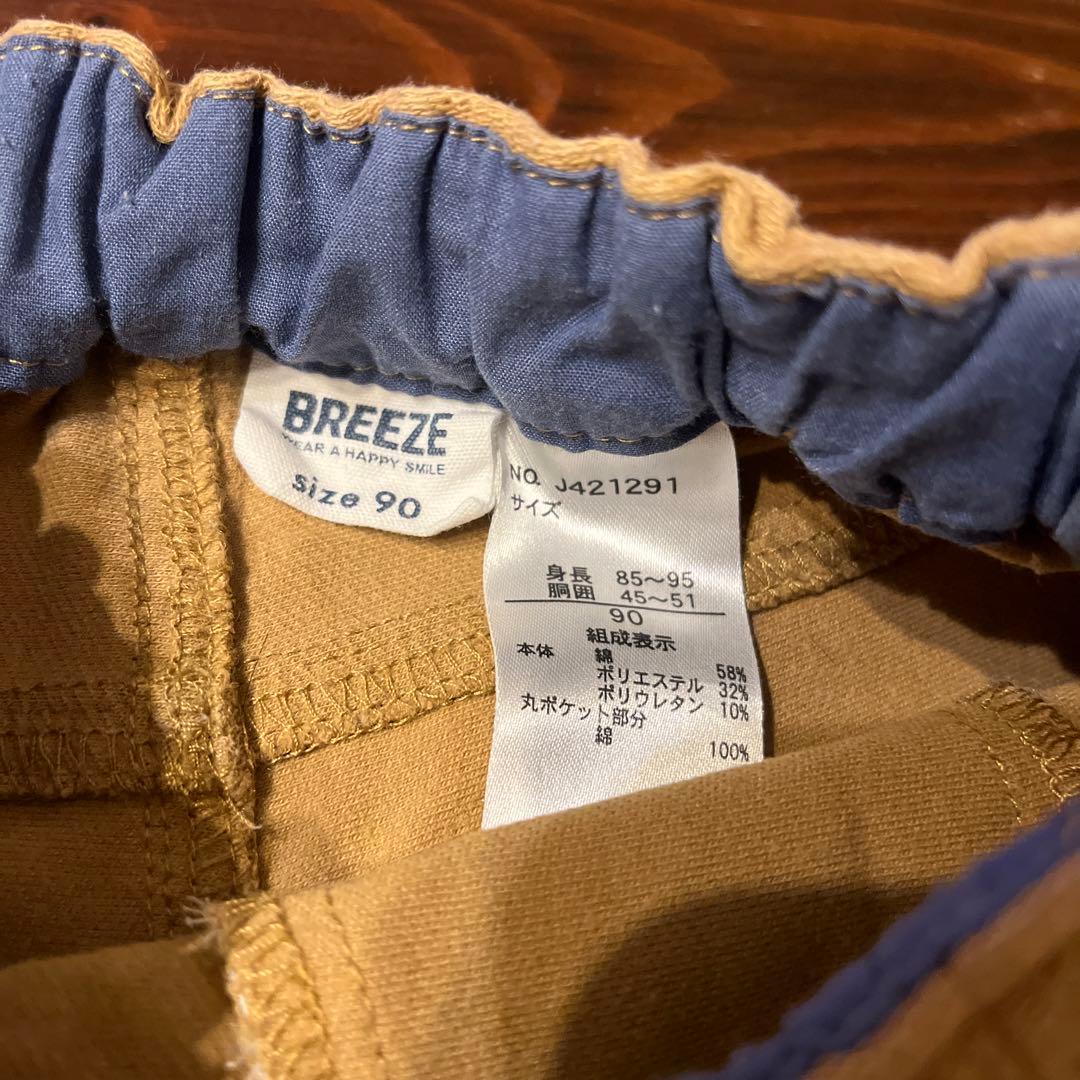 BREEZE
WEAR A HAPPY SMILE
Size 90
NO. J421291
サイズ
身長 85〜95
胴囲 45〜51
90
組成表示
本体 綿 58%
ポリエステル 32%
ポリウレタン 10%
丸ポケット部分
綿 100%